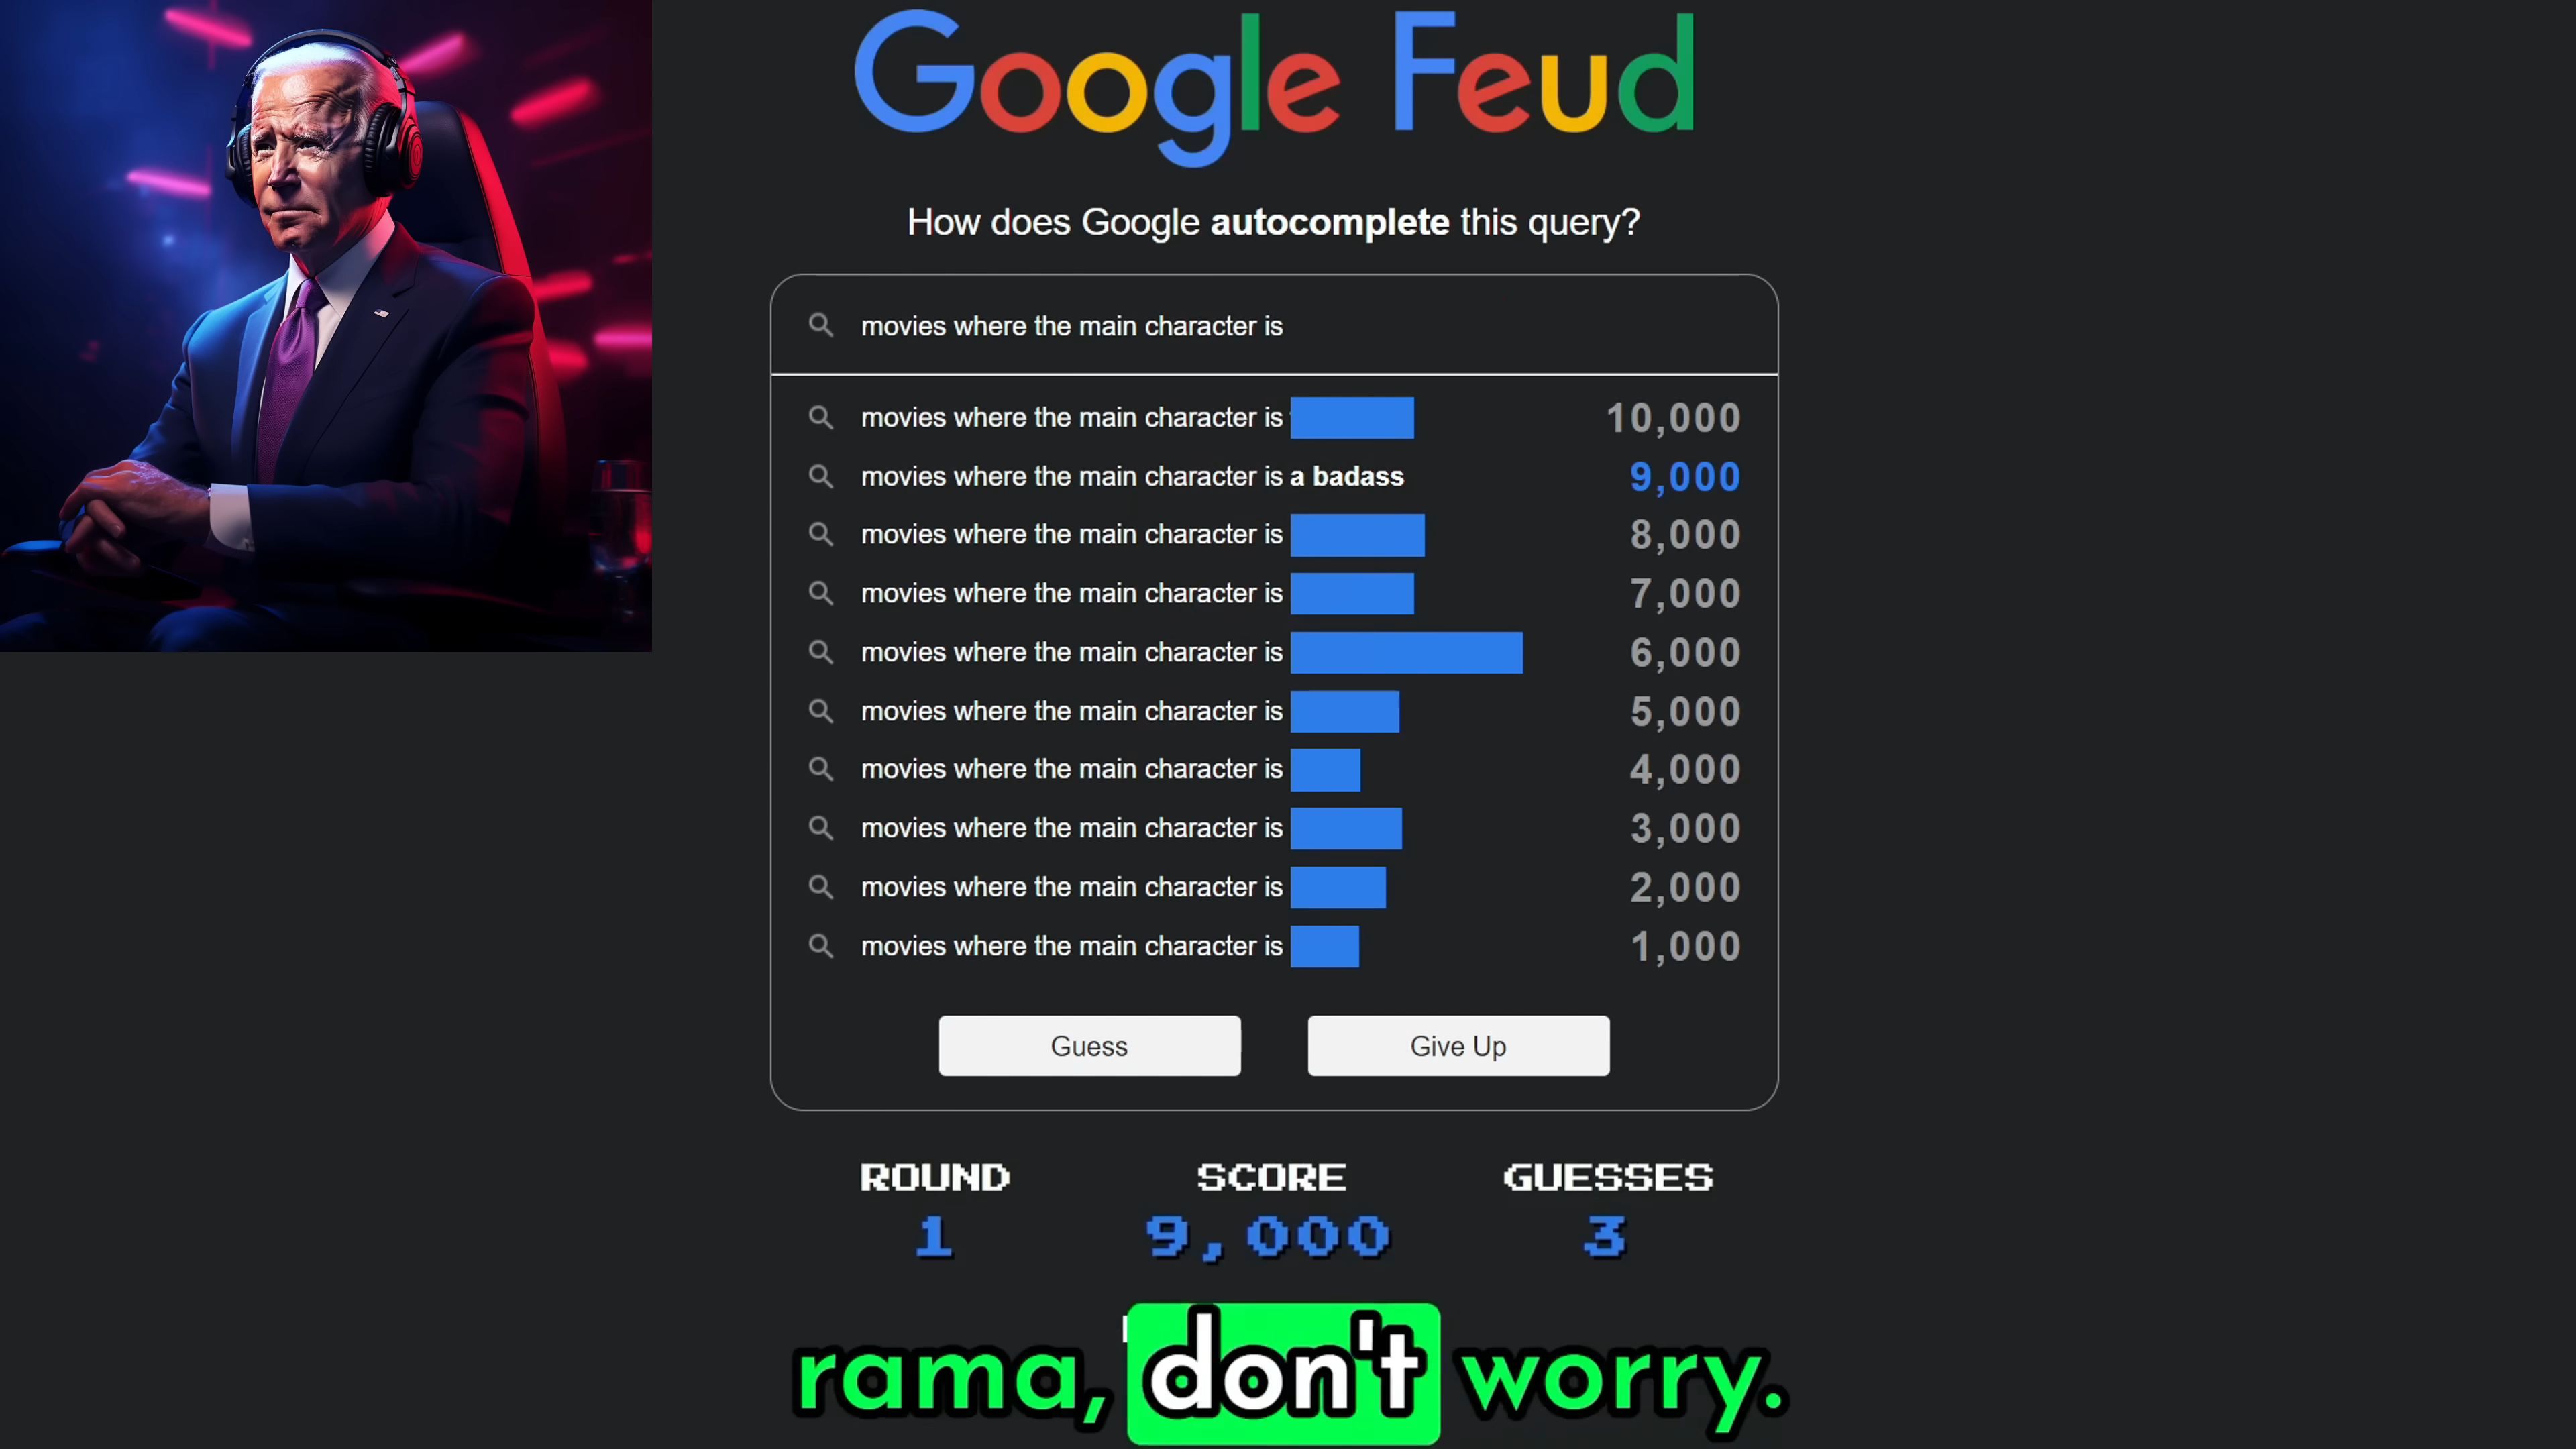 Google Feud
How does Google autocomplete this query?
movies where the main character is
movies where the main character is 10,000
movies where the main character is a badass 9,000
movies where the main character is 8,000
movies where the main character is 7,000
movies where the main character is 6,000
movies where the main character is 5,000
movies where the main character is 4,000
movies where the main character is 3,000
movies where the main character is 2,000
movies where the main character is 1,000
Guess Give Up
ROUND SCORE GUESSES
1 9,000 3
rama, don't worry.